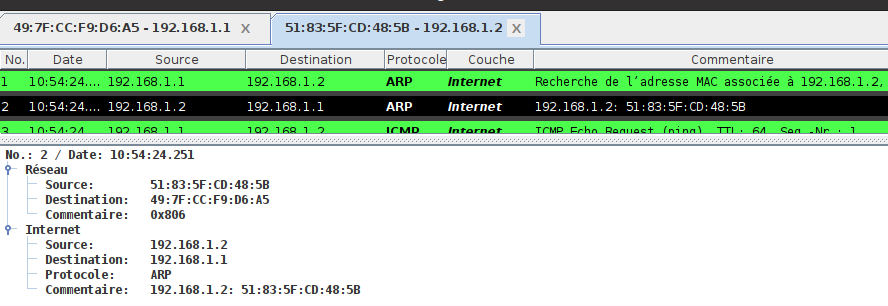 49:7F:CC:F9:D6:A5 - 192.168.1.1 X 51:83:5F:CD:48:5B - 192.168.1.2 X
No. Date Source Destination Protocole Couche Commentaire
1 10:54:24.... 192.168.1.1 192.168.1.2 ARP Internet Recherche de l'adresse MAC associée à 192.168.1.2,
2 10:54:24.... 192.168.1.2 192.168.1.1 ARP Internet 192.168.1.2: 51:83:5F:CD:48:5B
3 10:54:24.... 192.168.1.1 192.168.1.2 ICMP Internet ICMP Echo Request (ping), TTL: 64, Seq.-Nr.: 1
No.: 2 / Date: 10:54:24.251
Réseau
Source: 51:83:5F:CD:48:5B
Destination: 49:7F:CC:F9:D6:A5
Commentaire: 0x806
Internet
Source: 192.168.1.2
Destination: 192.168.1.1
Protocole: ARP
Commentaire: 192.168.1.2: 51:83:5F:CD:48:5B